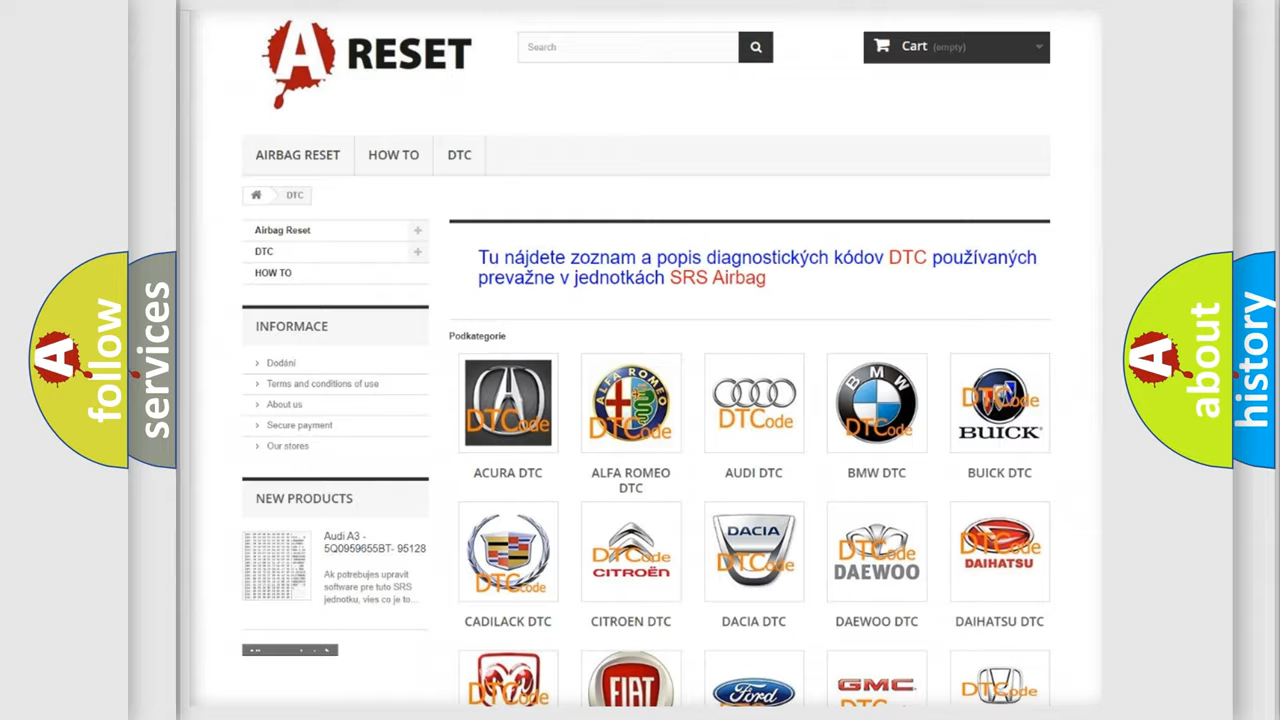 A RESET
Search
Cart (empty)
AIRBAG RESET
HOW TO
DTC
DTC
Airbag Reset
DTC
HOW TO
INFORMACE
Dodání
Terms and conditions of use
About us
Secure payment
Our stores
NEW PRODUCTS
Audi A3 -
5Q0959655BT- 95128
Ak potrebujes upravit
software pre tuto SRS
jednotku, vies co je to...
Tu nájdete zoznam a popis diagnostických kódov DTC používaných
prevažne v jednotkách SRS Airbag
Podkategorie
DTCode
ALFA ROMEO
DTCode
DTCode
BMW
DTCode
DTCode
BUICK
ACURA DTC
ALFA ROMEO
DTC
AUDI DTC
BMW DTC
BUICK DTC
DTCode
DTCode
CITROËN
DACIA
DTCode
DTCode
DAEWOO
DTCode
DAIHATSU
CADILACK DTC
CITROEN DTC
DACIA DTC
DAEWOO DTC
DAIHATSU DTC
DTCode
FIAT
Ford
GMC
DTCode
A follow
services
A about
history